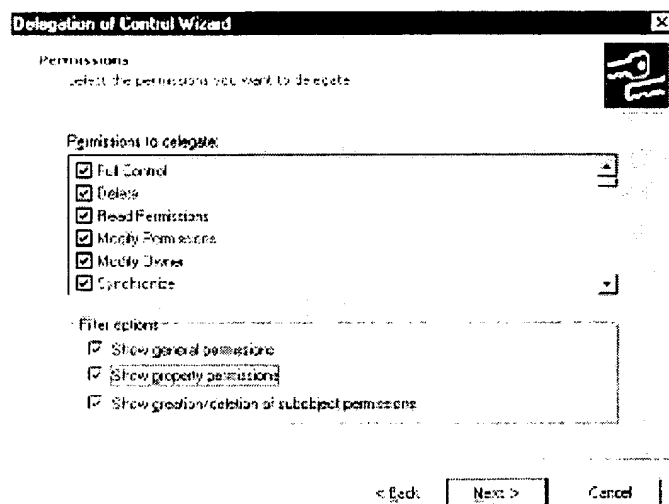 Delegation of Control Wizard
Permissions
Select the permissions you want to delegate
Permissions to delegate:
Full Control
Delete
Read Permissions
Modify Permissions
Modify Owner
Synchronize
Filter options
Show general permissions
Show property permissions
Show creation/deletion of subobject permissions
< Back
Next >
Cancel